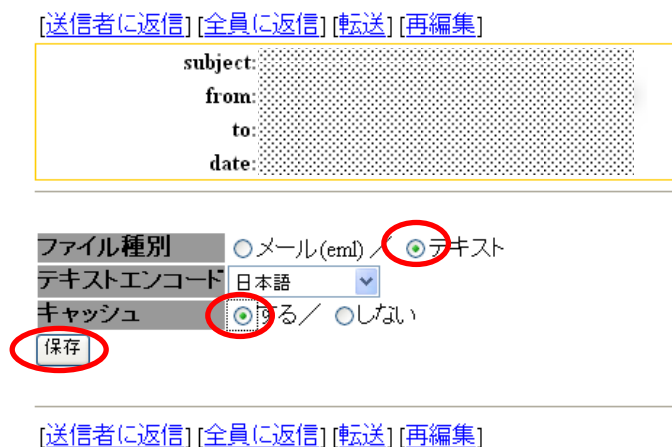 [送信者に返信] [全員に返信] [転送] [再編集]
subject:
from:
to:
date:
ファイル種別 メール(eml) / テキスト
テキストエンコード 日本語
キャッシュ する / しない
保存
[送信者に返信] [全員に返信] [転送] [再編集]